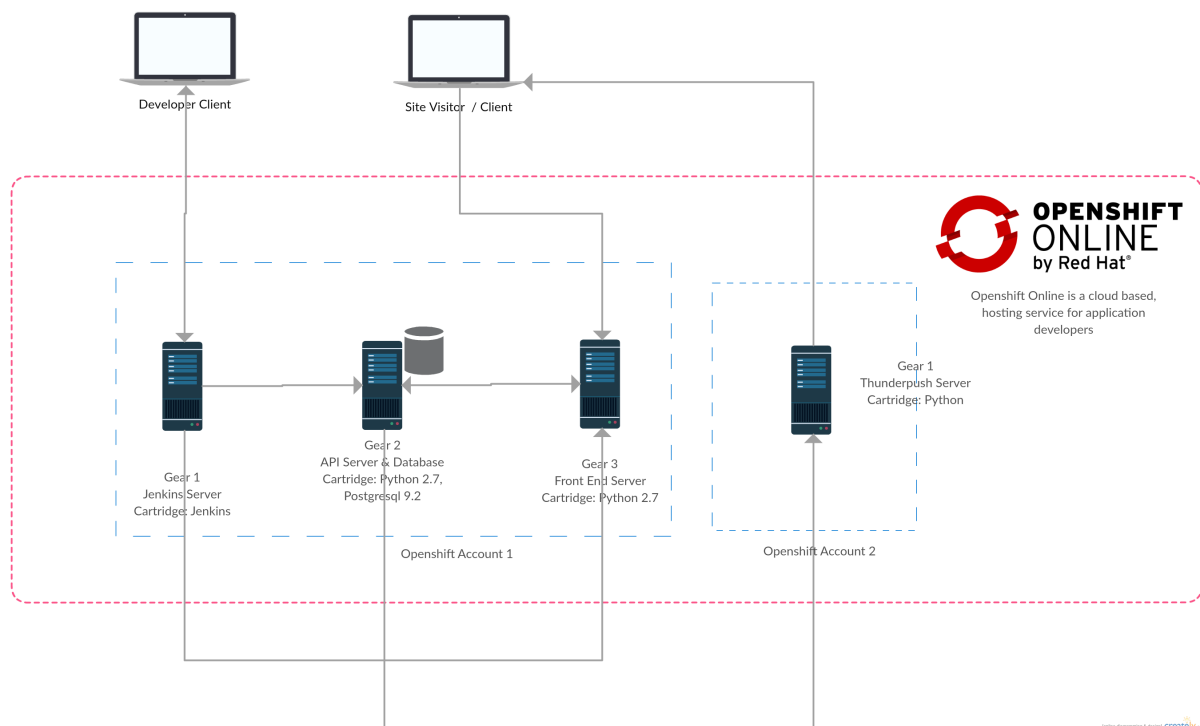 Developer Client
Site Visitor / Client
OPENSHIFT
ONLINE
by Red Hat®
Openshift Online is a cloud based,
hosting service for application
developers
Gear 1
Thunderpush Server
Cartridge: Python
Gear 2
API Server & Database
Cartridge: Python 2.7,
Postgresql 9.2
Gear 3
Front End Server
Cartridge: Python 2.7
Gear 1
Jenkins Server
Cartridge: Jenkins
Openshift Account 1
Openshift Account 2